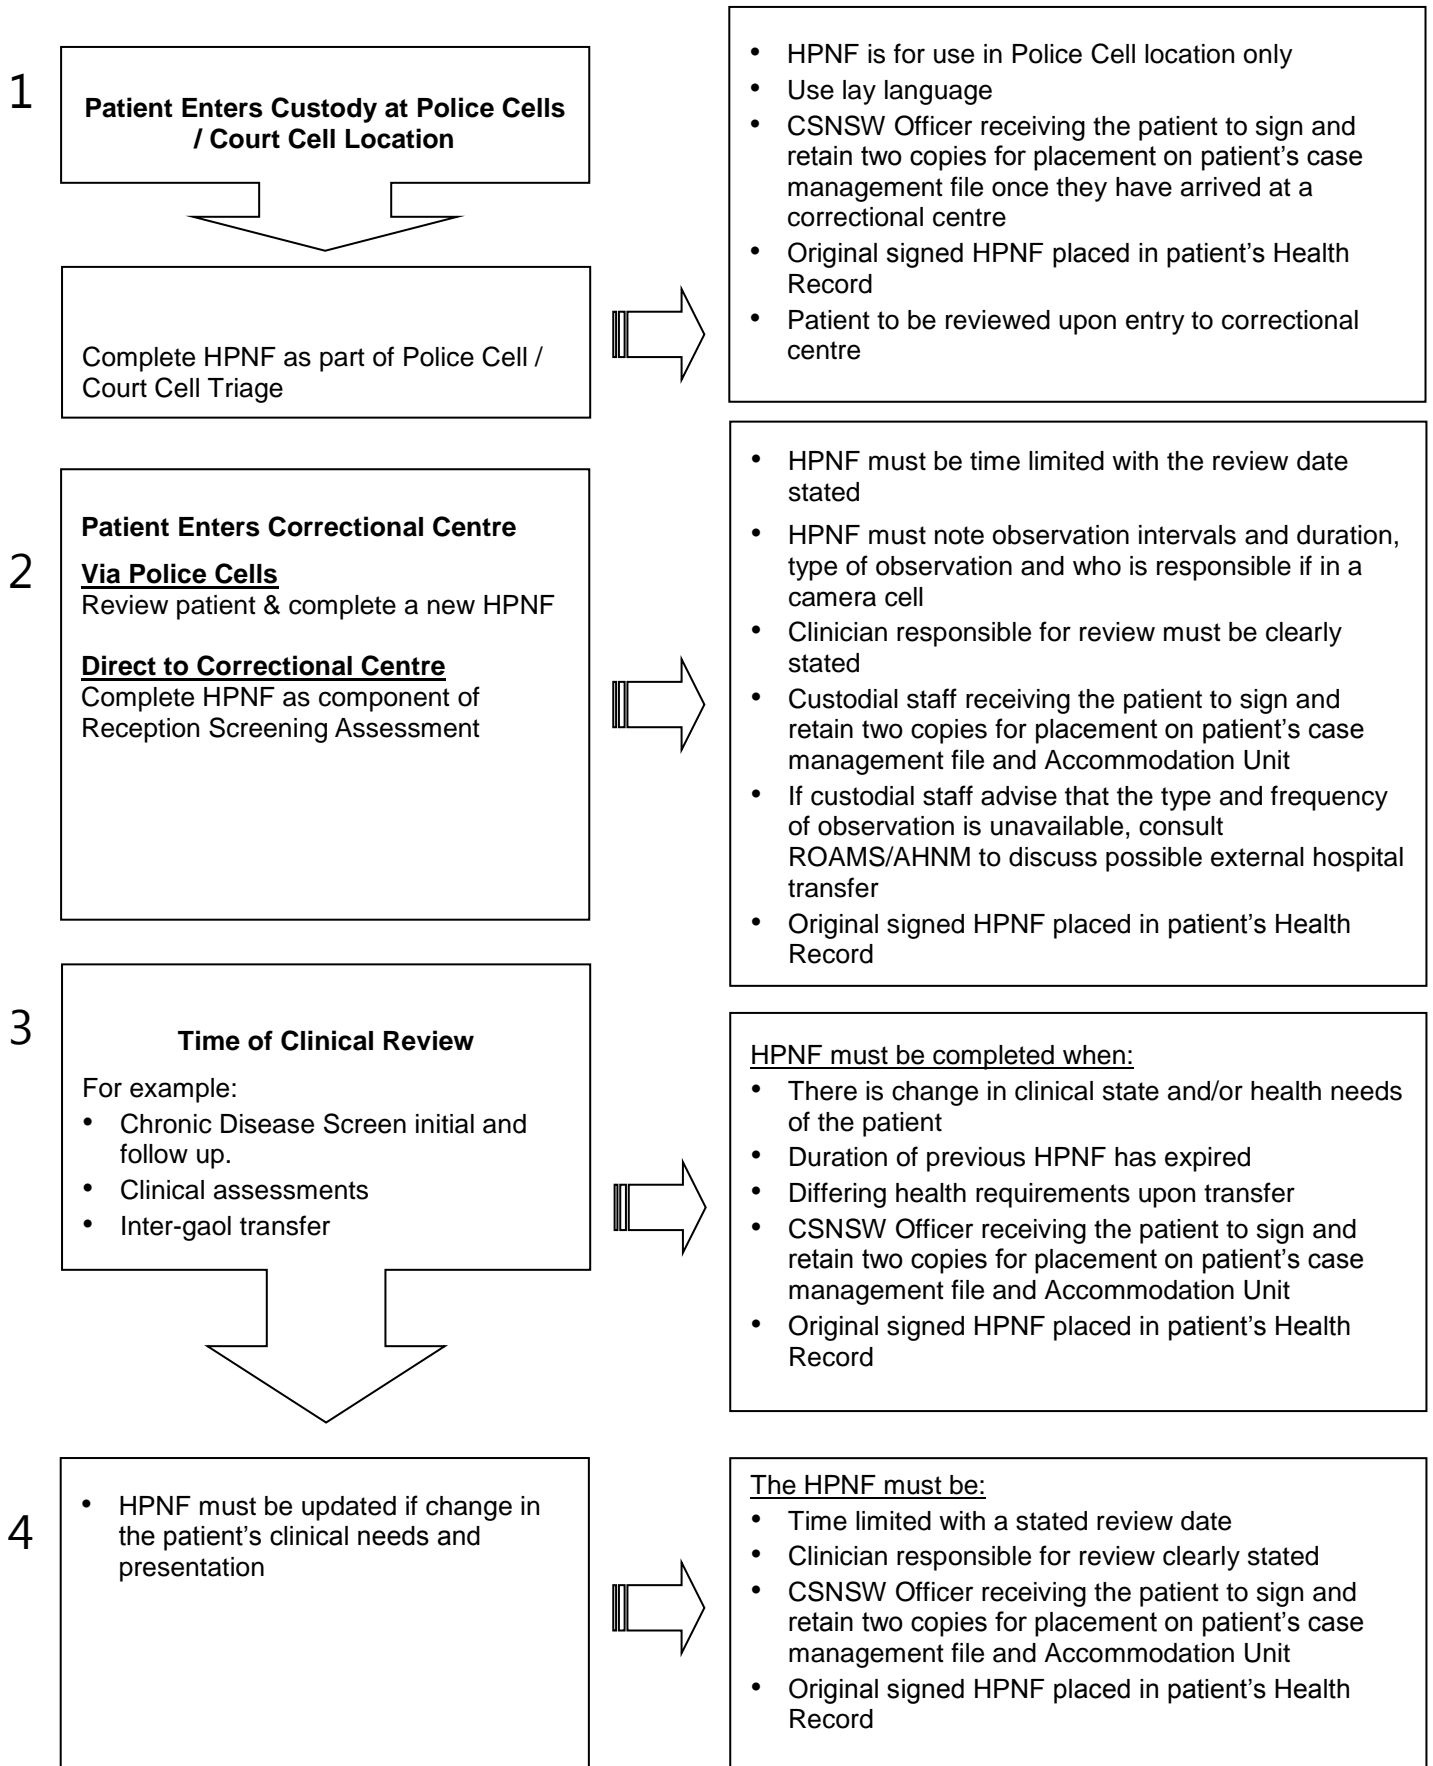 1
Patient Enters Custody at Police Cells
/ Court Cell Location
Complete HPNF as part of Police Cell /
Court Cell Triage
• HPNF is for use in Police Cell location only
• Use lay language
• CSNSW Officer receiving the patient to sign and
retain two copies for placement on patient’s case
management file once they have arrived at a
correctional centre
• Original signed HPNF placed in patient’s Health
Record
• Patient to be reviewed upon entry to correctional
centre
2
Patient Enters Correctional Centre
Via Police Cells
Review patient & complete a new HPNF
Direct to Correctional Centre
Complete HPNF as component of
Reception Screening Assessment
• HPNF must be time limited with the review date
stated
• HPNF must note observation intervals and duration,
type of observation and who is responsible if in a
camera cell
• Clinician responsible for review must be clearly
stated
• Custodial staff receiving the patient to sign and
retain two copies for placement on patient’s case
management file and Accommodation Unit
• If custodial staff advise that the type and frequency
of observation is unavailable, consult
ROAMS/AHNM to discuss possible external hospital
transfer
• Original signed HPNF placed in patient’s Health
Record
3
Time of Clinical Review
For example:
• Chronic Disease Screen initial and
follow up.
• Clinical assessments
• Inter-gaol transfer
HPNF must be completed when:
• There is change in clinical state and/or health needs
of the patient
• Duration of previous HPNF has expired
• Differing health requirements upon transfer
• CSNSW Officer receiving the patient to sign and
retain two copies for placement on patient’s case
management file and Accommodation Unit
• Original signed HPNF placed in patient’s Health
Record
4
• HPNF must be updated if change in
the patient’s clinical needs and
presentation
The HPNF must be:
• Time limited with a stated review date
• Clinician responsible for review clearly stated
• CSNSW Officer receiving the patient to sign and
retain two copies for placement on patient’s case
management file and Accommodation Unit
• Original signed HPNF placed in patient’s Health
Record